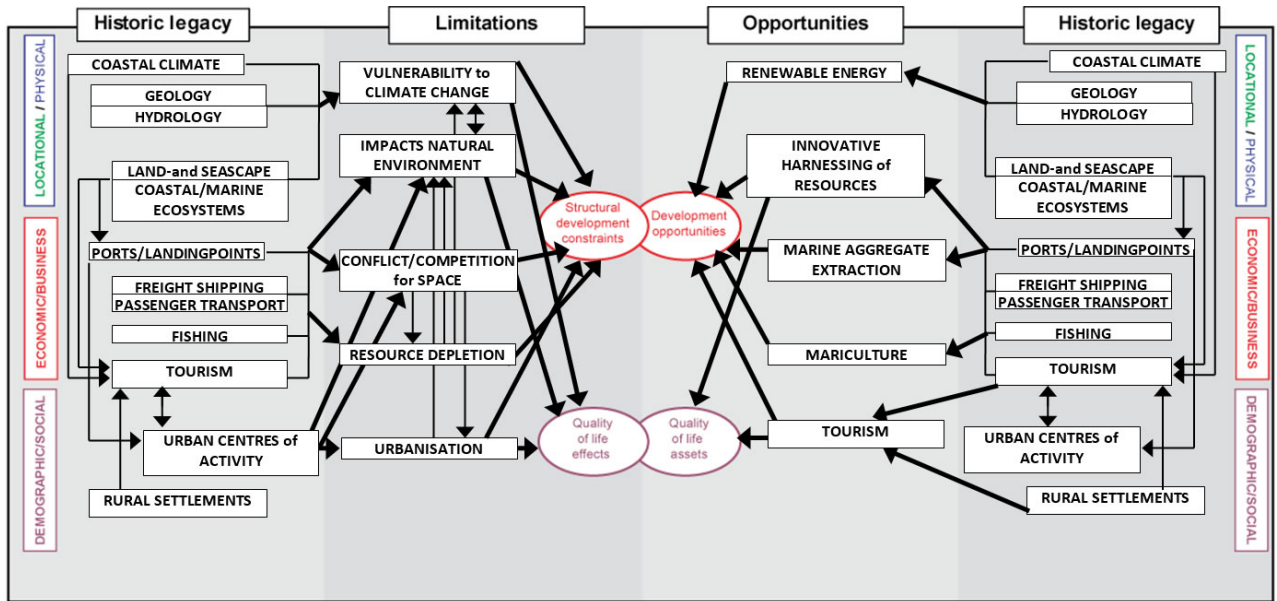 Historic legacy
Limitations
Opportunities
Historic legacy
LOCATIONAL / PHYSICAL
ECONOMIC/BUSINESS
DEMOGRAPHIC/SOCIAL
COASTAL CLIMATE
GEOLOGY
HYDROLOGY
LAND-and SEASCAPE
COASTAL/MARINE
ECOSYSTEMS
PORTS/LANDINGPOINTS
FREIGHT SHIPPING
PASSENGER TRANSPORT
FISHING
TOURISM
URBAN CENTRES of
ACTIVITY
RURAL SETTLEMENTS
VULNERABILITY to
CLIMATE CHANGE
IMPACTS NATURAL
ENVIRONMENT
CONFLICT/COMPETITION
for SPACE
RESOURCE DEPLETION
URBANISATION
Structural
development
constraints
Development
opportunities
Quality
of life
effects
Quality
of life
assets
RENEWABLE ENERGY
INNOVATIVE
HARNESSING of
RESOURCES
MARINE AGGREGATE
EXTRACTION
MARICULTURE
TOURISM
COASTAL CLIMATE
GEOLOGY
HYDROLOGY
LAND-and SEASCAPE
COASTAL/MARINE
ECOSYSTEMS
PORTS/LANDINGPOINTS
FREIGHT SHIPPING
PASSENGER TRANSPORT
FISHING
TOURISM
URBAN CENTRES of
ACTIVITY
RURAL SETTLEMENTS
LOCATIONAL / PHYSICAL
ECONOMIC/BUSINESS
DEMOGRAPHIC/SOCIAL